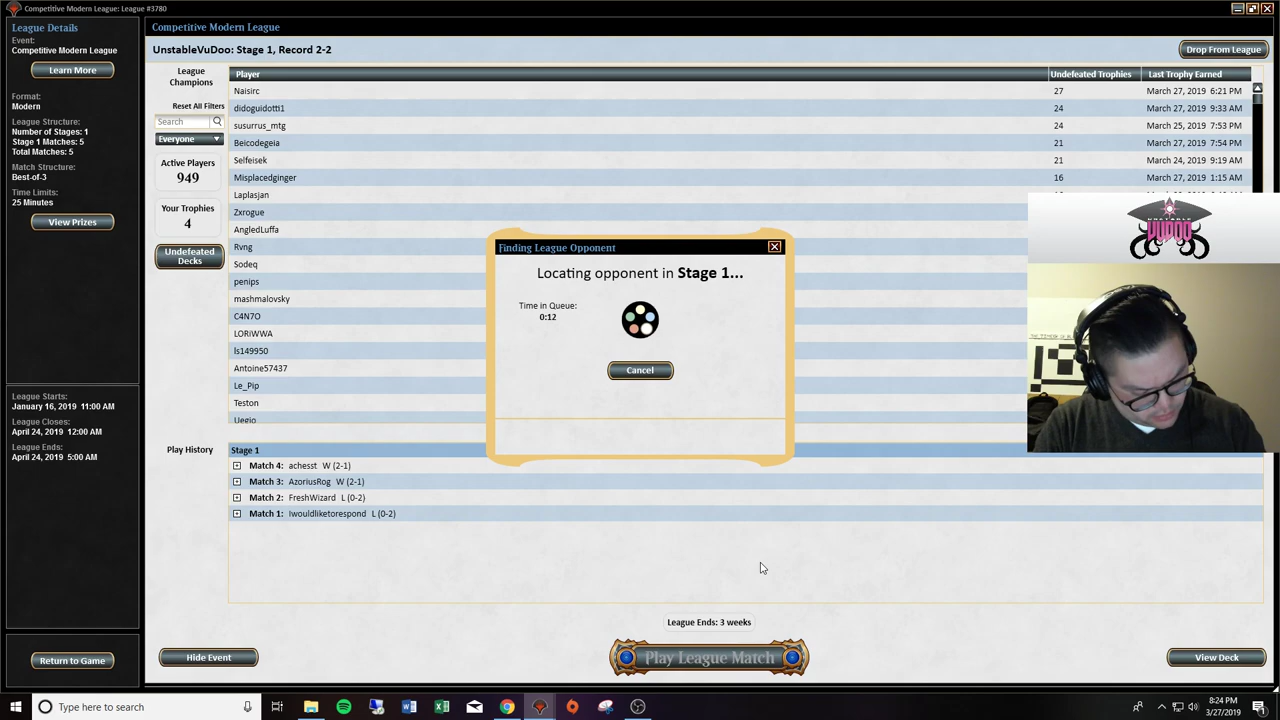 Competitive Modern League: League #3780
League Details
Event:
Competitive Modern League
Learn More
Format:
Modern
League Structure:
Number of Stages: 1
Stage 1 Matches: 5
Total Matches: 5
Match Structure:
Best-of-3
Time Limits:
25 Minutes
View Prizes
League Starts:
January 16, 2019 11:00 AM
League Closes:
April 24, 2019 12:00 AM
League Ends:
April 24, 2019 5:00 AM
Return to Game
Competitive Modern League
UnstableVuDoo: Stage 1, Record 2-2
Drop From League
League
Champions
Reset All Filters
Search
Everyone
Active Players
949
Your Trophies
4
Undefeated
Decks
Player Undefeated Trophies Last Trophy Earned
Naisirc 27 March 27, 2019 6:21 PM
didoguidotti1 24 March 27, 2019 9:33 AM
susurrus_mtg 24 March 25, 2019 7:53 PM
Beicodegeia 21 March 27, 2019 7:54 PM
Selfeisek 21 March 24, 2019 9:19 AM
Misplacedginger 16 March 27, 2019 1:15 AM
Laplasjan
Zxrogue
AngledLuffa
Rvng
Sodeq
penips
mashmalovsky
C4N7O
LORiWWA
ls149950
Antoine57437
Le_Pip
Teston
Uegio
Finding League Opponent
Locating opponent in Stage 1...
Time in Queue:
0:12
Cancel
UNSTABLE
VUDOO
Play History
Stage 1
Match 4: achesst W (2-1)
Match 3: AzoriusRog W (2-1)
Match 2: FreshWizard L (0-2)
Match 1: Iwouldliketorespond L (0-2)
League Ends: 3 weeks
Hide Event
Play League Match
View Deck
Type here to search
8:24 PM
3/27/2019